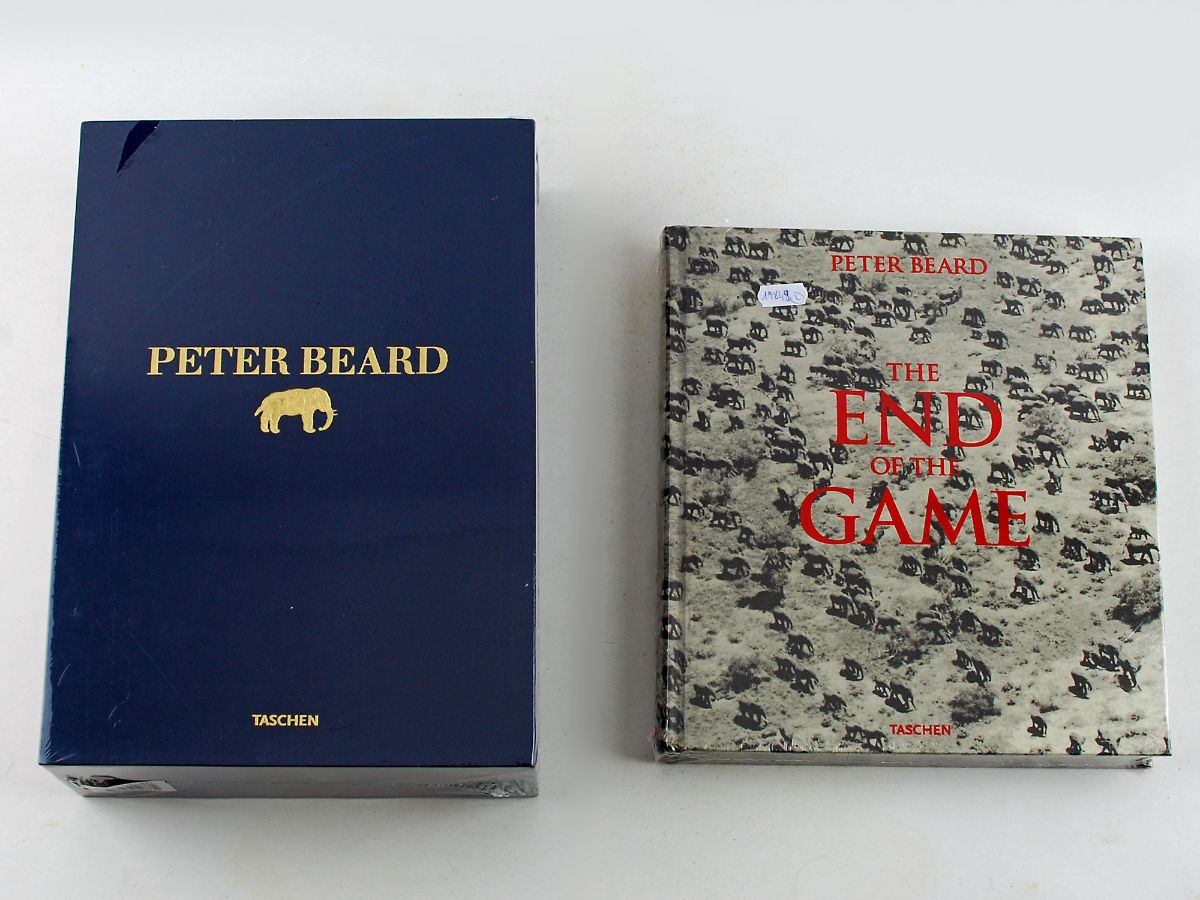 PETER BEARD
TASCHEN
PETER BEARD
THE
END
OF THE
GAME
TASCHEN